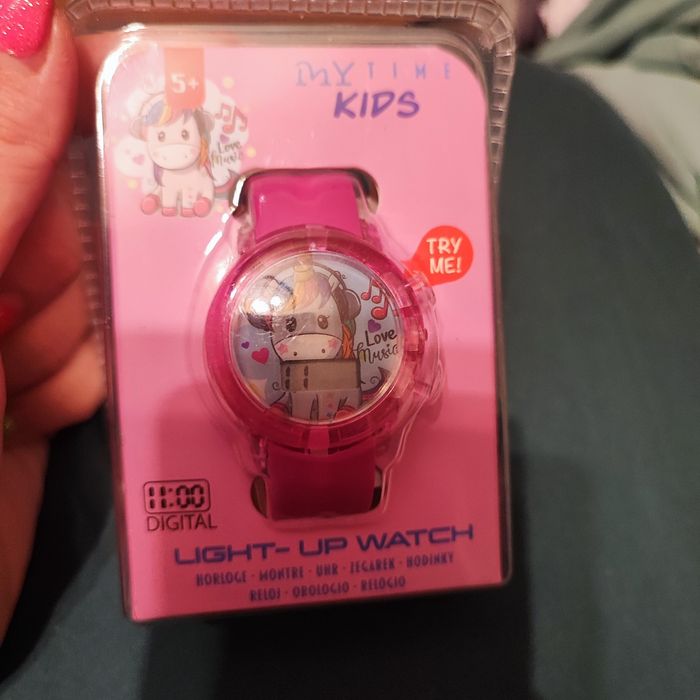 5+
MY TIME
KIDS
Love
Music
TRY
ME!
Love
Music
11:00
DIGITAL
LIGHT-UP WATCH
HORLOGE - MONTRE - UHR - ZEGAREK - HODINKY
RELOJ - OROLOGIO - RELÓGIO